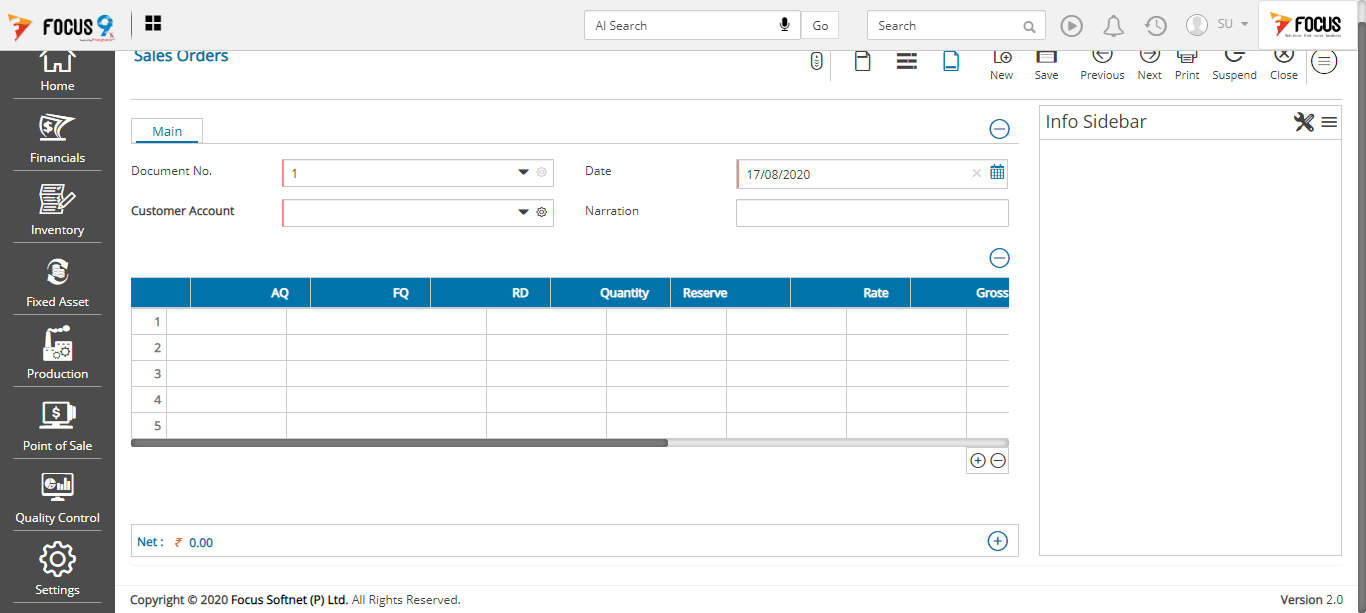 FOCUS 9
AI Search
Go
Search
SU
FOCUS
Sales Orders
New
Save
Previous
Next
Print
Suspend
Close
Home
Financials
Inventory
Fixed Asset
Production
Point of Sale
Quality Control
Settings
Main
Document No.
1
Date
17/08/2020
Customer Account
Narration
AQ FQ RD Quantity Reserve Rate Gross
1
2
3
4
5
Net : ₹ 0.00
Info Sidebar
Copyright © 2020 Focus Softnet (P) Ltd. All Rights Reserved.
Version 2.0